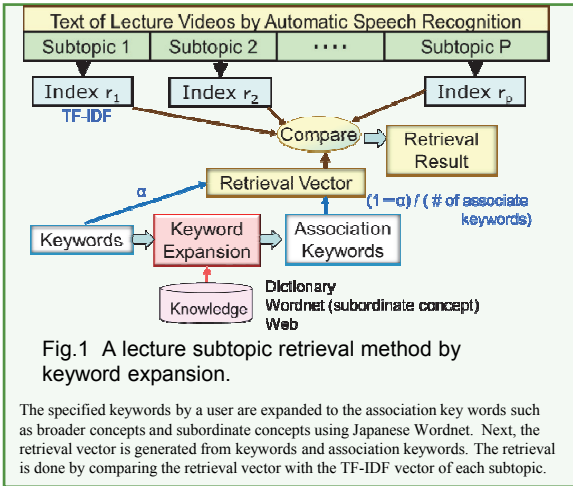 Text of Lecture Videos by Automatic Speech Recognition
Subtopic 1 Subtopic 2 ···· Subtopic P
Index r1 Index r2 Index rp
TF-IDF
Compare
Retrieval
Result
α
Retrieval Vector
(1−α) / ( # of associate
keywords)
Keywords
Keyword
Expansion
Association
Keywords
Knowledge
Dictionary
Wordnet (subordinate concept)
Web
Fig.1 A lecture subtopic retrieval method by
keyword expansion.
The specified keywords by a user are expanded to the association key words such
as broader concepts and subordinate concepts using Japanese Wordnet. Next, the
retrieval vector is generated from keywords and association keywords. The retrieval
is done by comparing the retrieval vector with the TF-IDF vector of each subtopic.